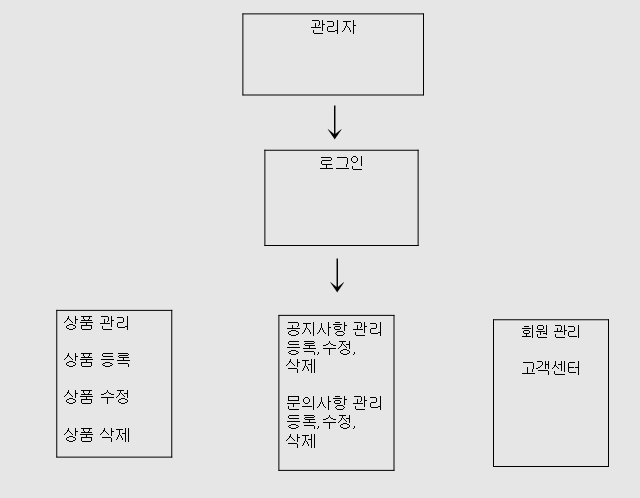 관리자
로그인
상품 관리
상품 등록
상품 수정
상품 삭제
공지사항 관리
등록,수정,
삭제
문의사항 관리
등록,수정,
삭제
회원 관리
고객센터